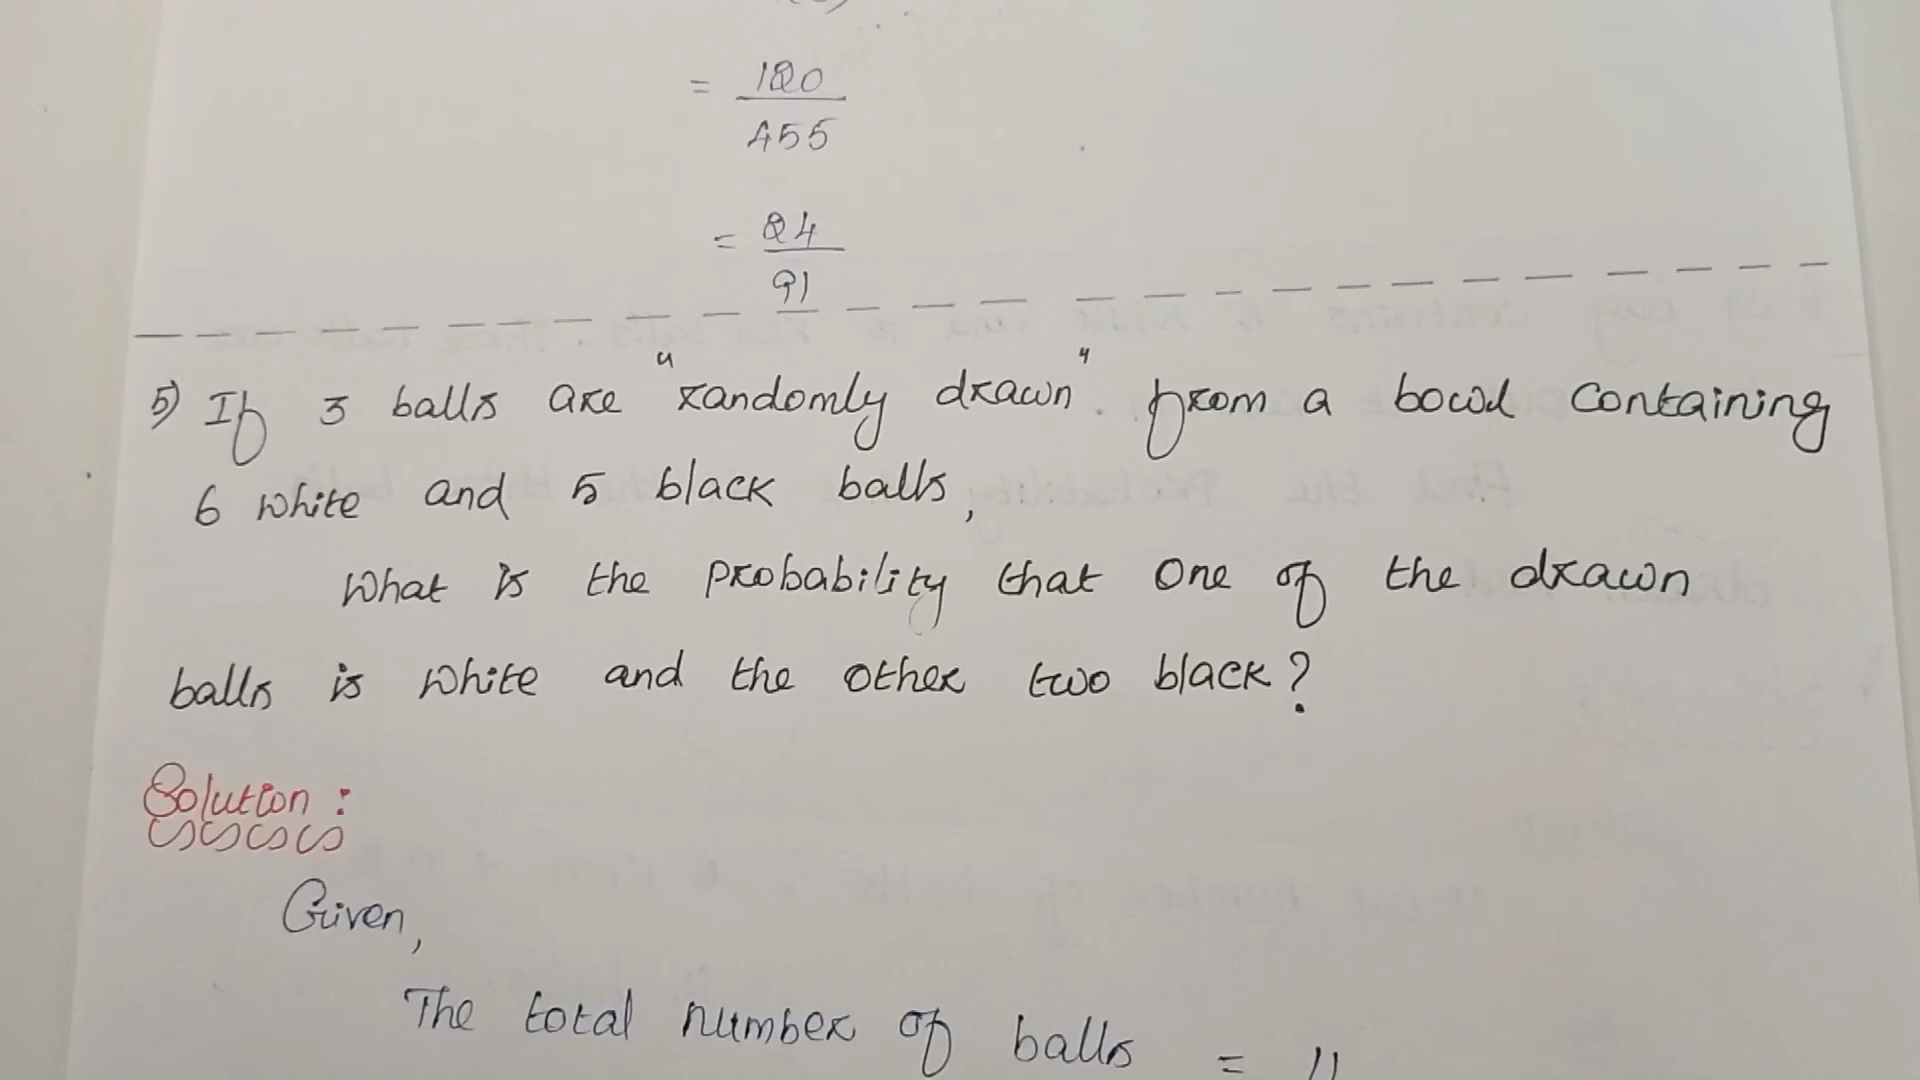 = 120
455
= 24
91
5) If 3 balls are "randomly drawn" from a bowl containing
6 white and 5 black balls,
What is the probability that one of the drawn
balls is white and the other two black?
Solution:
Given,
The total number of balls = 11